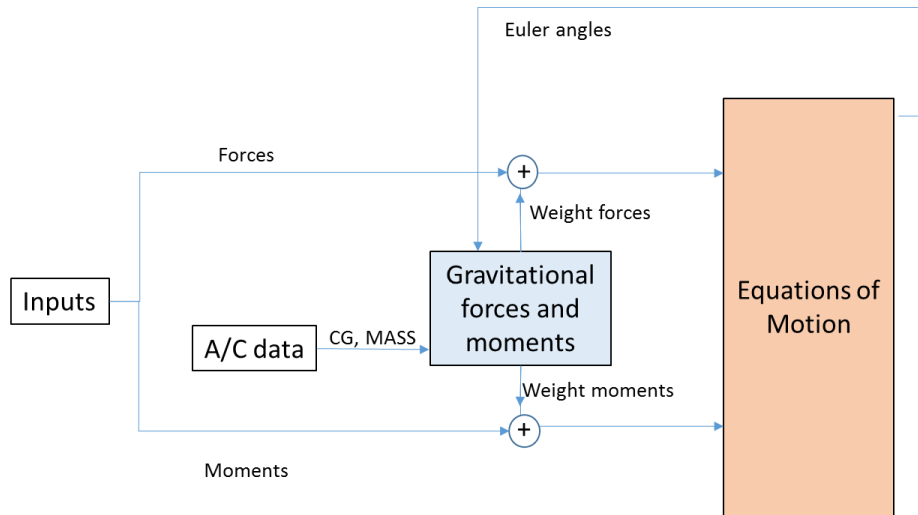 Euler angles
Forces
+
Weight forces
Gravitational
forces and
moments
Equations of
Motion
Inputs
A/C data
CG, MASS
Weight moments
+
Moments